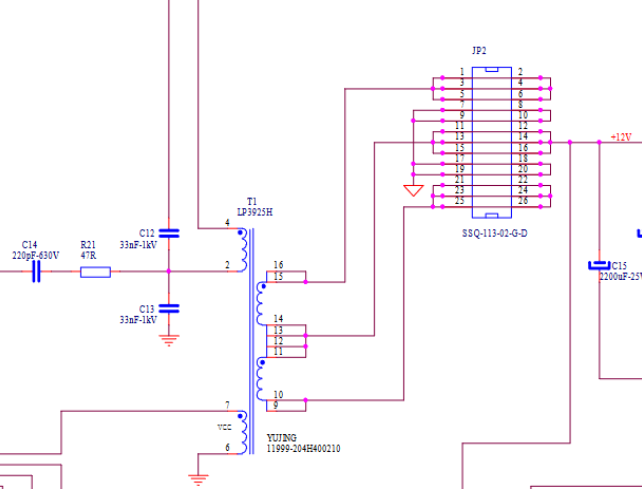 JP2
1 2
3 4
5 6
7 8
9 10
11 12
13 14
15 16
17 18
19 20
21 22
23 24
25 26
+12V
SSQ-113-02-G-D
T1
LP3925H
4
C14
220pF-630V
R21
47R
C12
33nF-1kV
2
16
15
C15
2200uF-25V
C13
33nF-1kV
14
13
12
11
10
9
7
VCC
6
YUJING
11999-204H400210